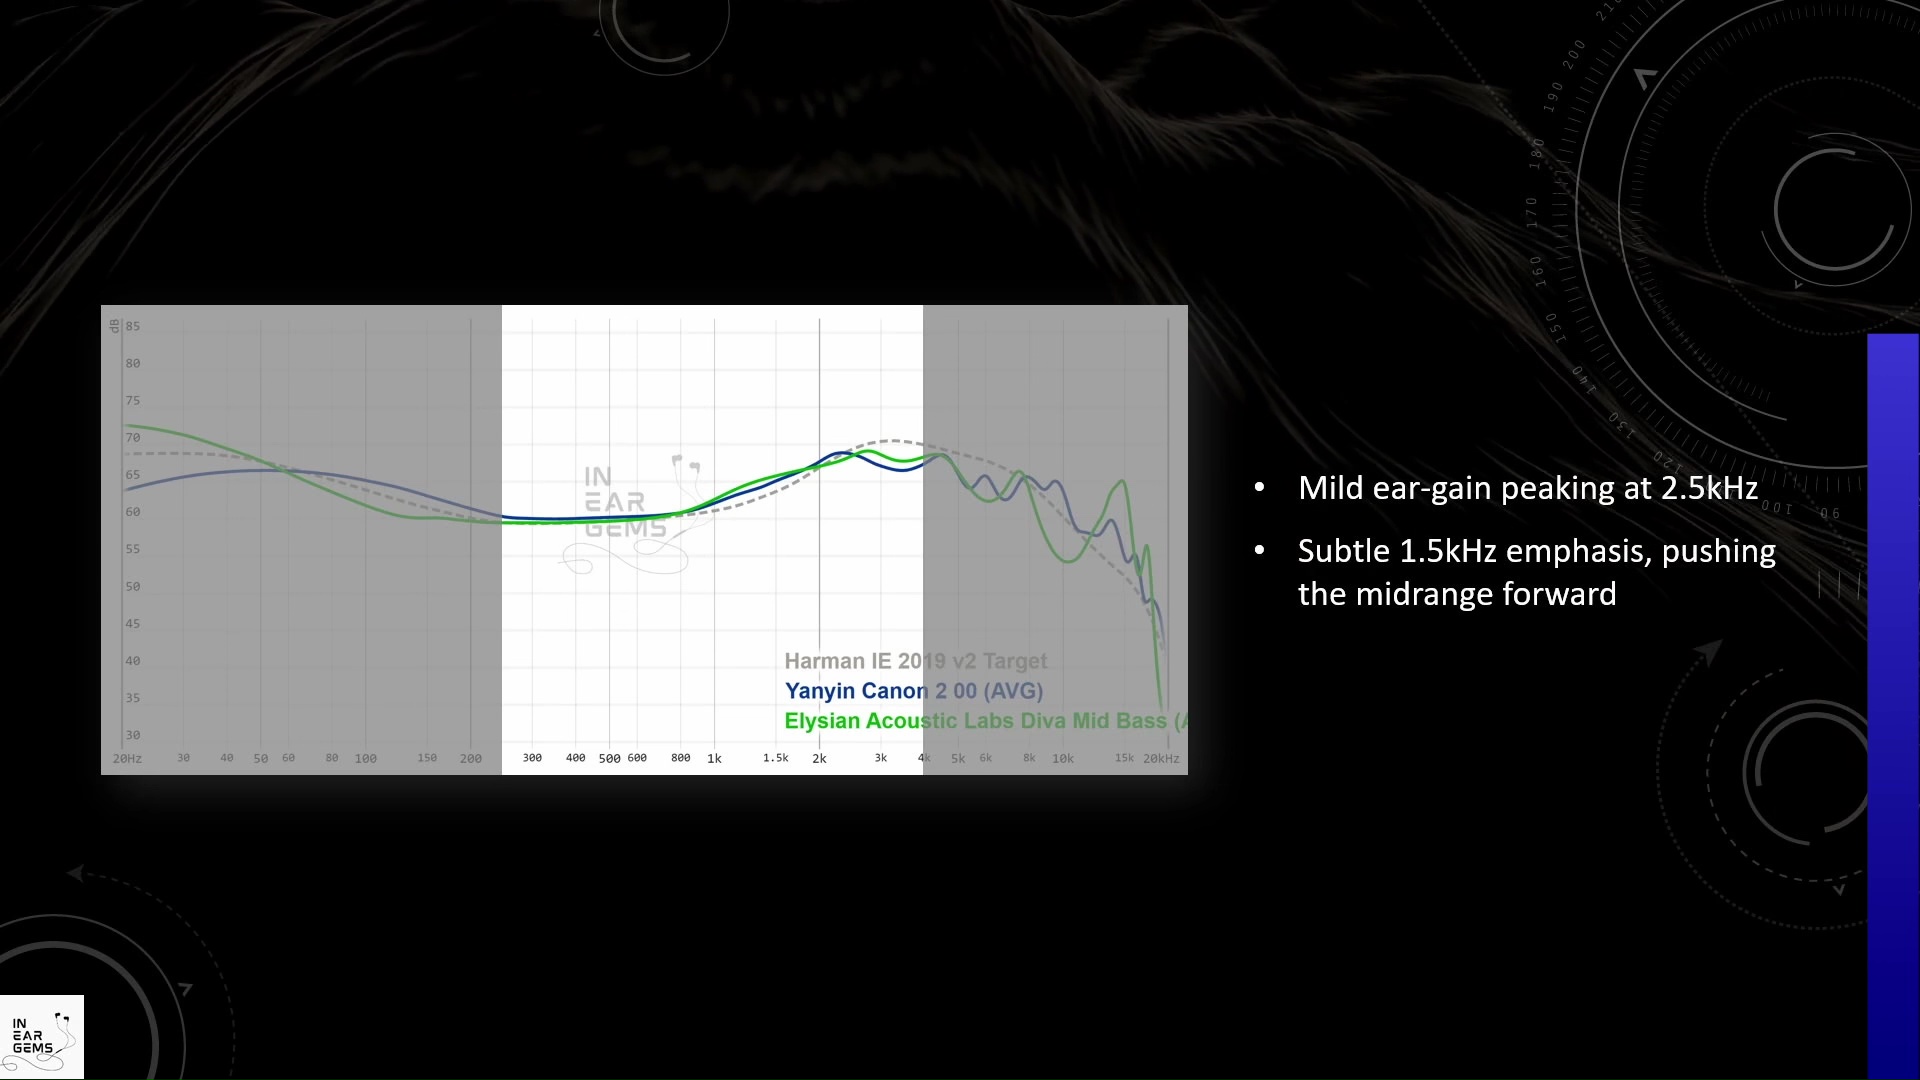 210
200
190
180
170
160
150
140
130
120
100
90
dB
85
80
75
70
65
60
55
50
45
40
35
30
IN
EAR
GEMS
Harman IE 2019 v2 Target
Yanyin Canon 2 00 (AVG)
Elysian Acoustic Labs Diva Mid Bass (A
20Hz 30 40 50 60 80 100 150 200 300 400 500 600 800 1k 1.5k 2k 3k 4k 5k 6k 8k 10k 15k 20kHz
• Mild ear-gain peaking at 2.5kHz
• Subtle 1.5kHz emphasis, pushing
the midrange forward
IN
EAR
GEMS